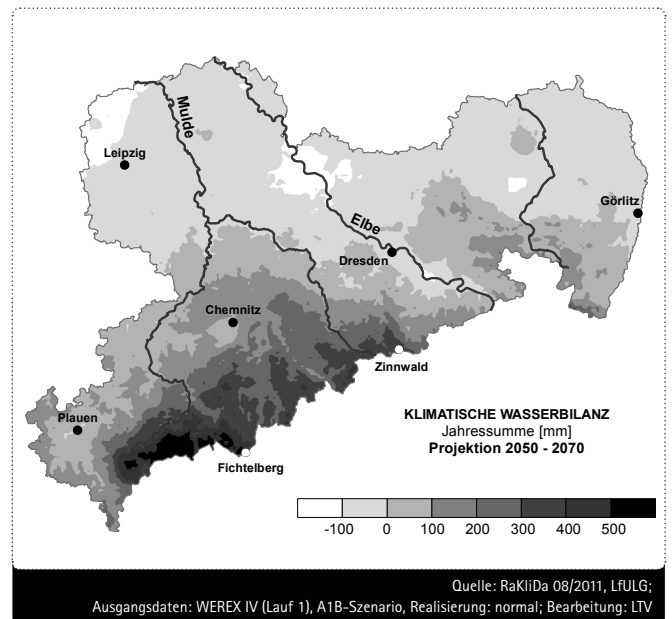 Mulde
Leipzig
Görlitz
Elbe
Dresden
Chemnitz
Zinnwald
Plauen
Fichtelberg
KLIMATISCHE WASSERBILANZ
Jahressumme [mm]
Projektion 2050 - 2070
-100 0 100 200 300 400 500
Quelle: RaKliDa 08/2011, LfULG;
Ausgangsdaten: WEREX IV (Lauf 1), A1B-Szenario, Realisierung: normal; Bearbeitung: LTV